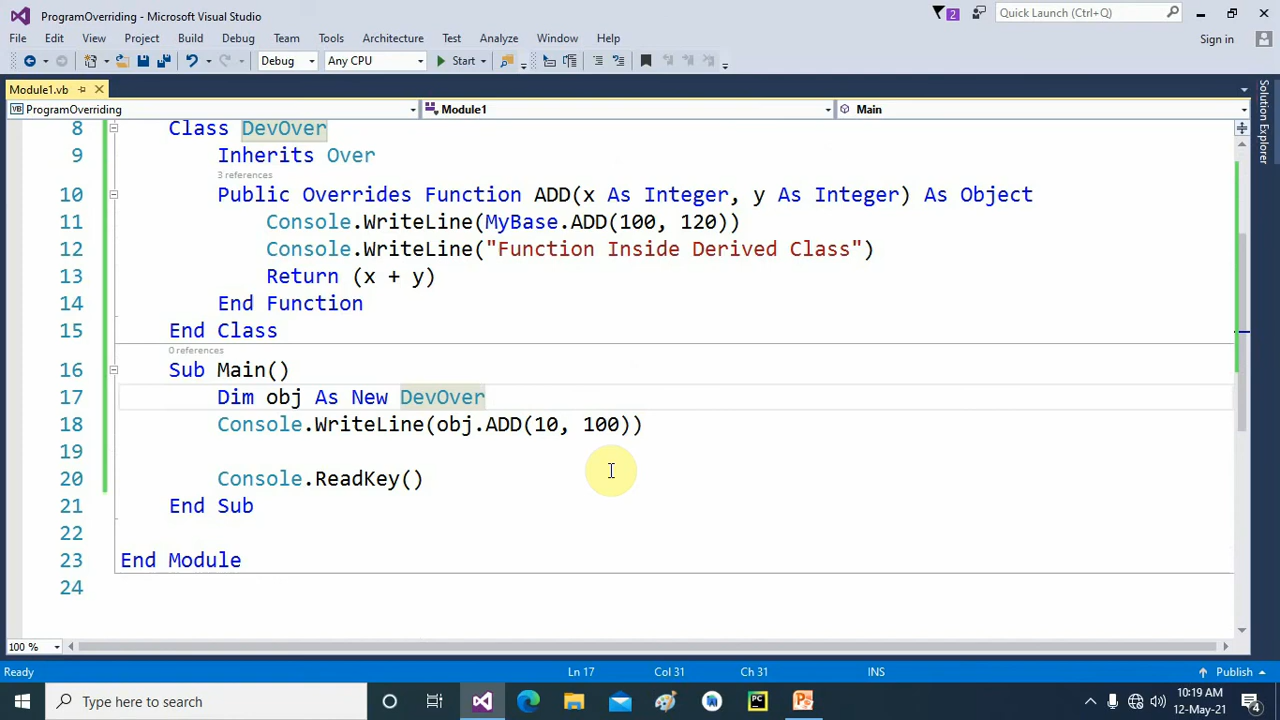 ProgramOverriding - Microsoft Visual Studio
2
Quick Launch (Ctrl+Q)
File Edit View Project Build Debug Team Tools Architecture Test Analyze Window Help
Sign in
Debug Any CPU Start
Module1.vb
ProgramOverriding Module1 Main
Solution Explorer
8 Class DevOver
9 Inherits Over
3 references
10 Public Overrides Function ADD(x As Integer, y As Integer) As Object
11 Console.WriteLine(MyBase.ADD(100, 120))
12 Console.WriteLine("Function Inside Derived Class")
13 Return (x + y)
14 End Function
15 End Class
0 references
16 Sub Main()
17 Dim obj As New DevOver
18 Console.WriteLine(obj.ADD(10, 100))
19
20 Console.ReadKey()
21 End Sub
22
23 End Module
24
100 %
Ready Ln 17 Col 31 Ch 31 INS Publish
Type here to search
PC
10:19 AM
12-May-21
4